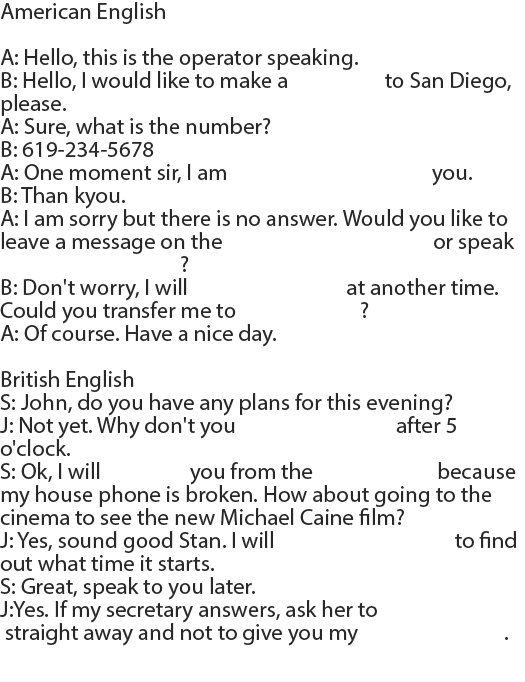 American English
A: Hello, this is the operator speaking.
B: Hello, I would like to make a to San Diego,
please.
A: Sure, what is the number?
B: 619-234-5678
A: One moment sir, I am you.
B: Than kyou.
A: I am sorry but there is no answer. Would you like to
leave a message on the or speak
?
B: Don't worry, I will at another time.
Could you transfer me to ?
A: Of course. Have a nice day.
British English
S: John, do you have any plans for this evening?
J: Not yet. Why don't you after 5
o'clock.
S: Ok, I will you from the because
my house phone is broken. How about going to the
cinema to see the new Michael Caine film?
J: Yes, sound good Stan. I will to find
out what time it starts.
S: Great, speak to you later.
J:Yes. If my secretary answers, ask her to
straight away and not to give you my .